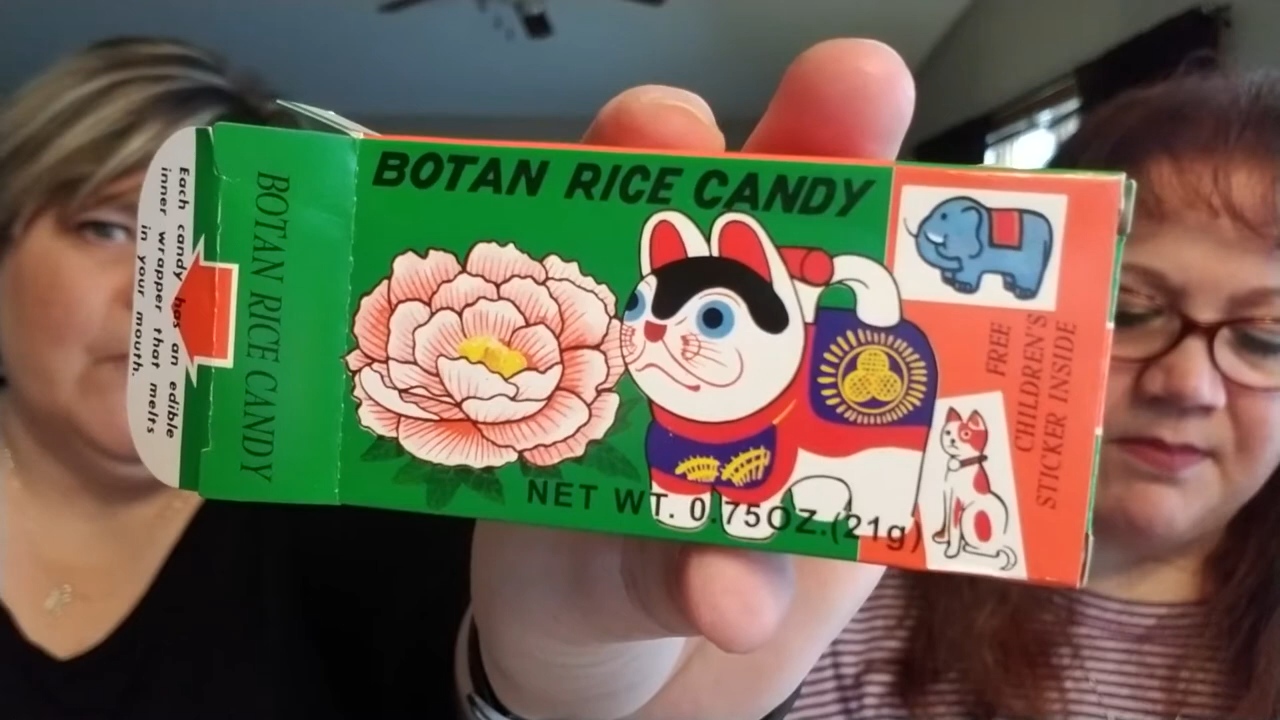 Each candy has an edible
inner wrapper that melts
in your mouth.
BOTAN RICE CANDY
BOTAN RICE CANDY
NET WT. 0.75OZ.(21g)
FREE
CHILDREN'S
STICKER INSIDE